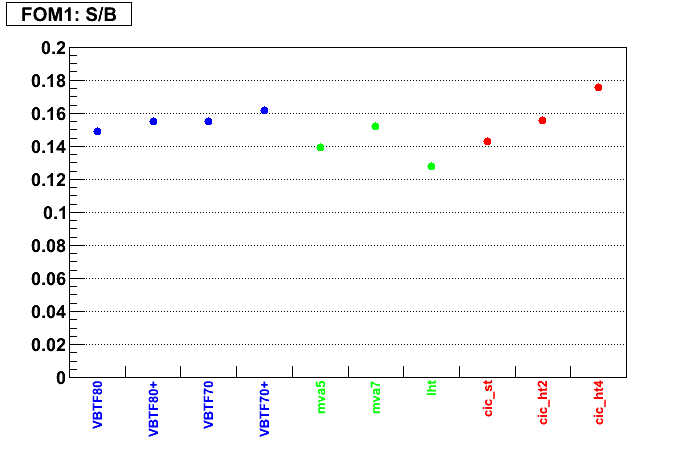 FOM1: S/B
0.2
0.18
0.16
0.14
0.12
0.1
0.08
0.06
0.04
0.02
0
VBTF80
VBTF80+
VBTF70
VBTF70+
mva5
mva7
lht
cic_st
cic_ht2
cic_ht4